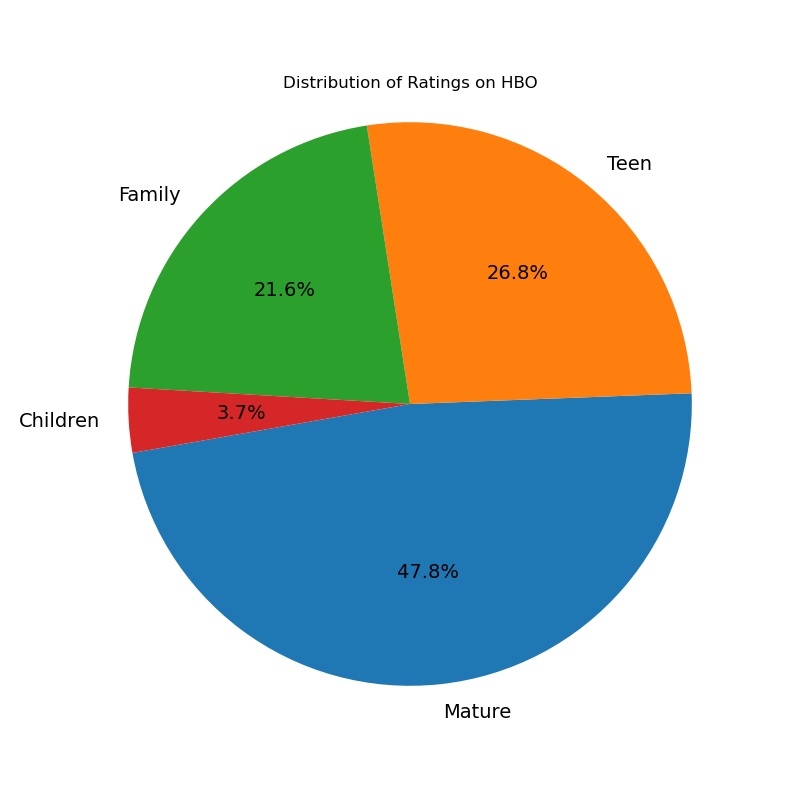 Distribution of Ratings on HBO
Teen
Family
26.8%
21.6%
3.7%
Children
47.8%
Mature